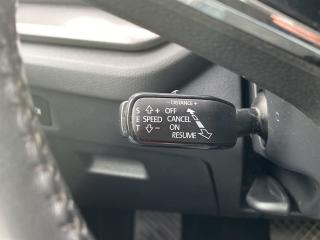 - DISTANCE +
S + OFF
E SPEED CANCEL
T - ON
RESUME